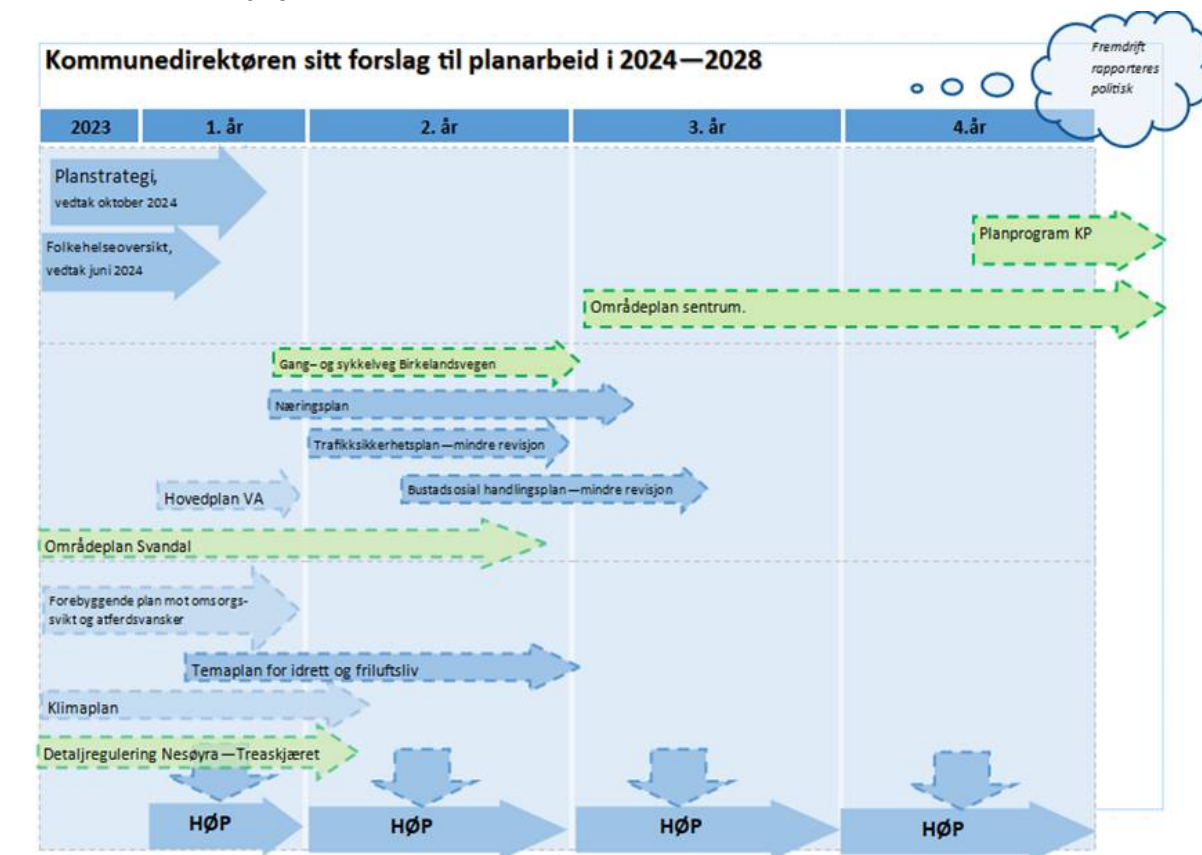 Kommunedirektøren sitt forslag til planarbeid i 2024—2028
Fremdrift
rapporteres
politisk
2023
1. år
2. år
3. år
4.år
Planstrategi,
vedtak oktober 2024
Folkehelseoversikt,
vedtak juni 2024
Planprogram KP
Områdeplan sentrum.
Gang– og sykkelveg Birkelandsvegen
Næringsplan
Trafikksikkerhetsplan—mindre revisjon
Hovedplan VA
Bustadsosial handlingsplan—mindre revisjon
Områdeplan Svandal
Forebyggende plan mot omsorgs-
svikt og atferdsvansker
Temaplan for idrett og friluftsliv
Klimaplan
Detaljregulering Nesøyra—Treaskjæret
HØP
HØP
HØP
HØP